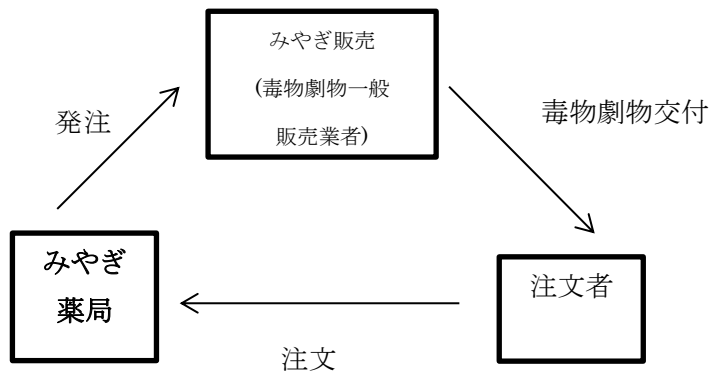 みやぎ販売
(毒物劇物一般
販売業者)
発注
毒物劇物交付
みやぎ
薬局
注文者
注文